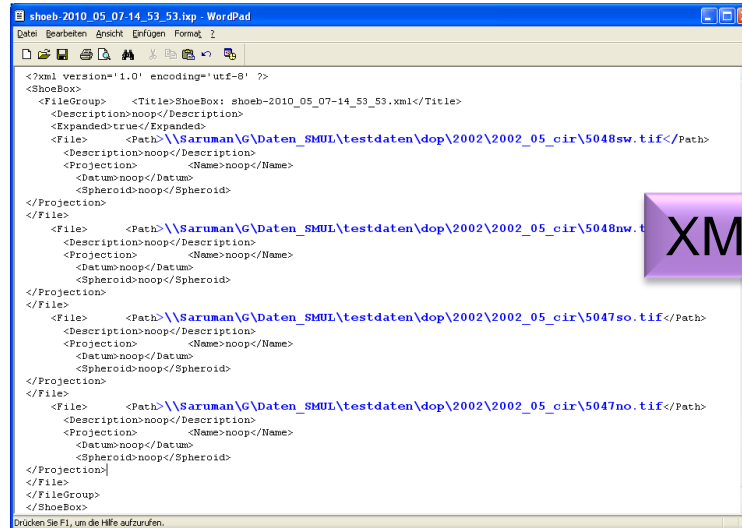 shoeb-2010_05_07-14_53_53.ixp - WordPad
Datei Bearbeiten Ansicht Einfügen Format ?
<?xml version='1.0' encoding='utf-8' ?>
<ShoeBox>
<FileGroup> <Title>ShoeBox: shoeb-2010_05_07-14_53_53.xml</Title>
<Description>noop</Description>
<Expanded>true</Expanded>
<File> <Path>\\Saruman\G\Daten_SMUL\testdaten\dop\2002\2002_05_cir\5048sw.tif</Path>
<Description>noop</Description>
<Projection> <Name>noop</Name>
<Datum>noop</Datum>
<Spheroid>noop</Spheroid>
</Projection>
</File>
<File> <Path>\\Saruman\G\Daten_SMUL\testdaten\dop\2002\2002_05_cir\5048nw.t
XM
<Description>noop</Description>
<Projection> <Name>noop</Name>
<Datum>noop</Datum>
<Spheroid>noop</Spheroid>
</Projection>
</File>
<File> <Path>\\Saruman\G\Daten_SMUL\testdaten\dop\2002\2002_05_cir\5047so.tif</Path>
<Description>noop</Description>
<Projection> <Name>noop</Name>
<Datum>noop</Datum>
<Spheroid>noop</Spheroid>
</Projection>
</File>
<File> <Path>\\Saruman\G\Daten_SMUL\testdaten\dop\2002\2002_05_cir\5047no.tif</Path>
<Description>noop</Description>
<Projection> <Name>noop</Name>
<Datum>noop</Datum>
<Spheroid>noop</Spheroid>
</Projection>
</File>
</FileGroup>
</ShoeBox>
Drücken Sie F1, um die Hilfe aufzurufen.